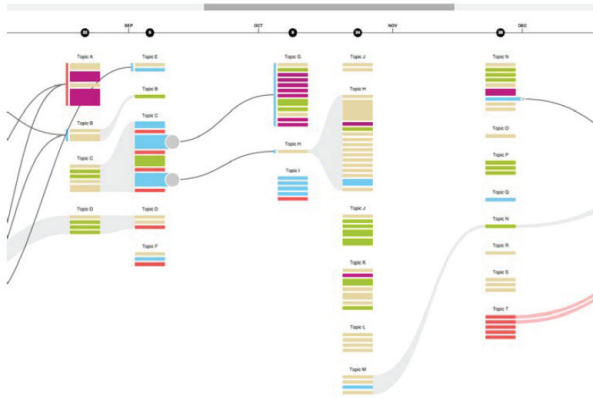 SEP
OCT
NOV
DEC
Topic A
Topic B
Topic C
Topic D
Topic E
Topic B
Topic C
Topic D
Topic F
Topic G
Topic H
Topic I
Topic J
Topic H
Topic J
Topic K
Topic L
Topic M
Topic N
Topic O
Topic P
Topic Q
Topic N
Topic R
Topic S
Topic T